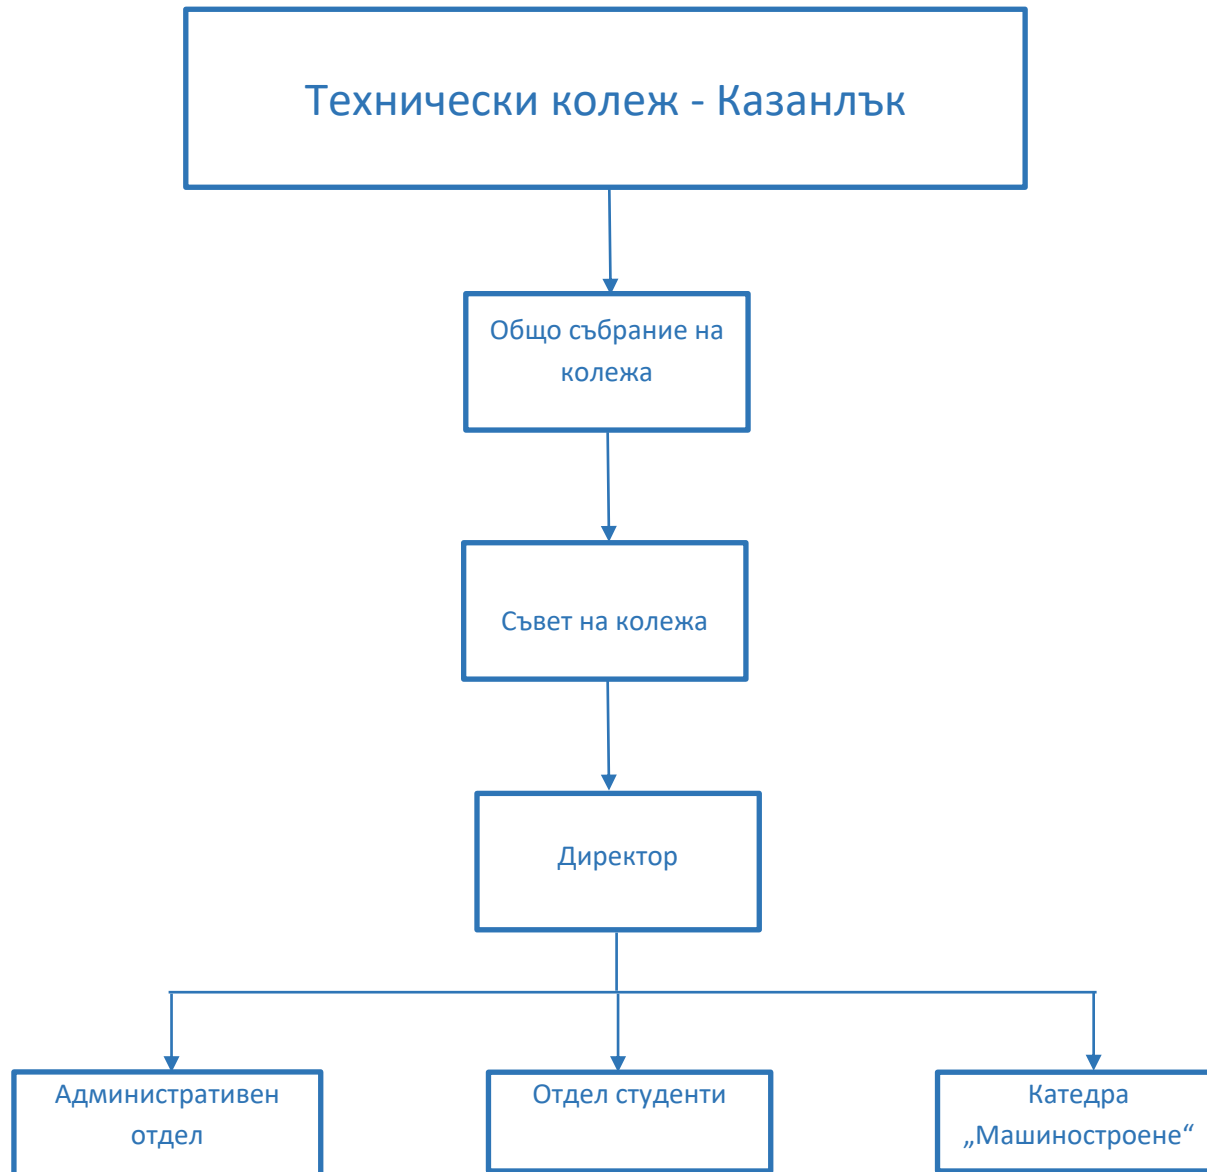 Технически колеж - Казанлък
Общо събрание на
колежа
Съвет на колежа
Директор
Административен
отдел
Отдел студенти
Катедра
„Машиностроене“